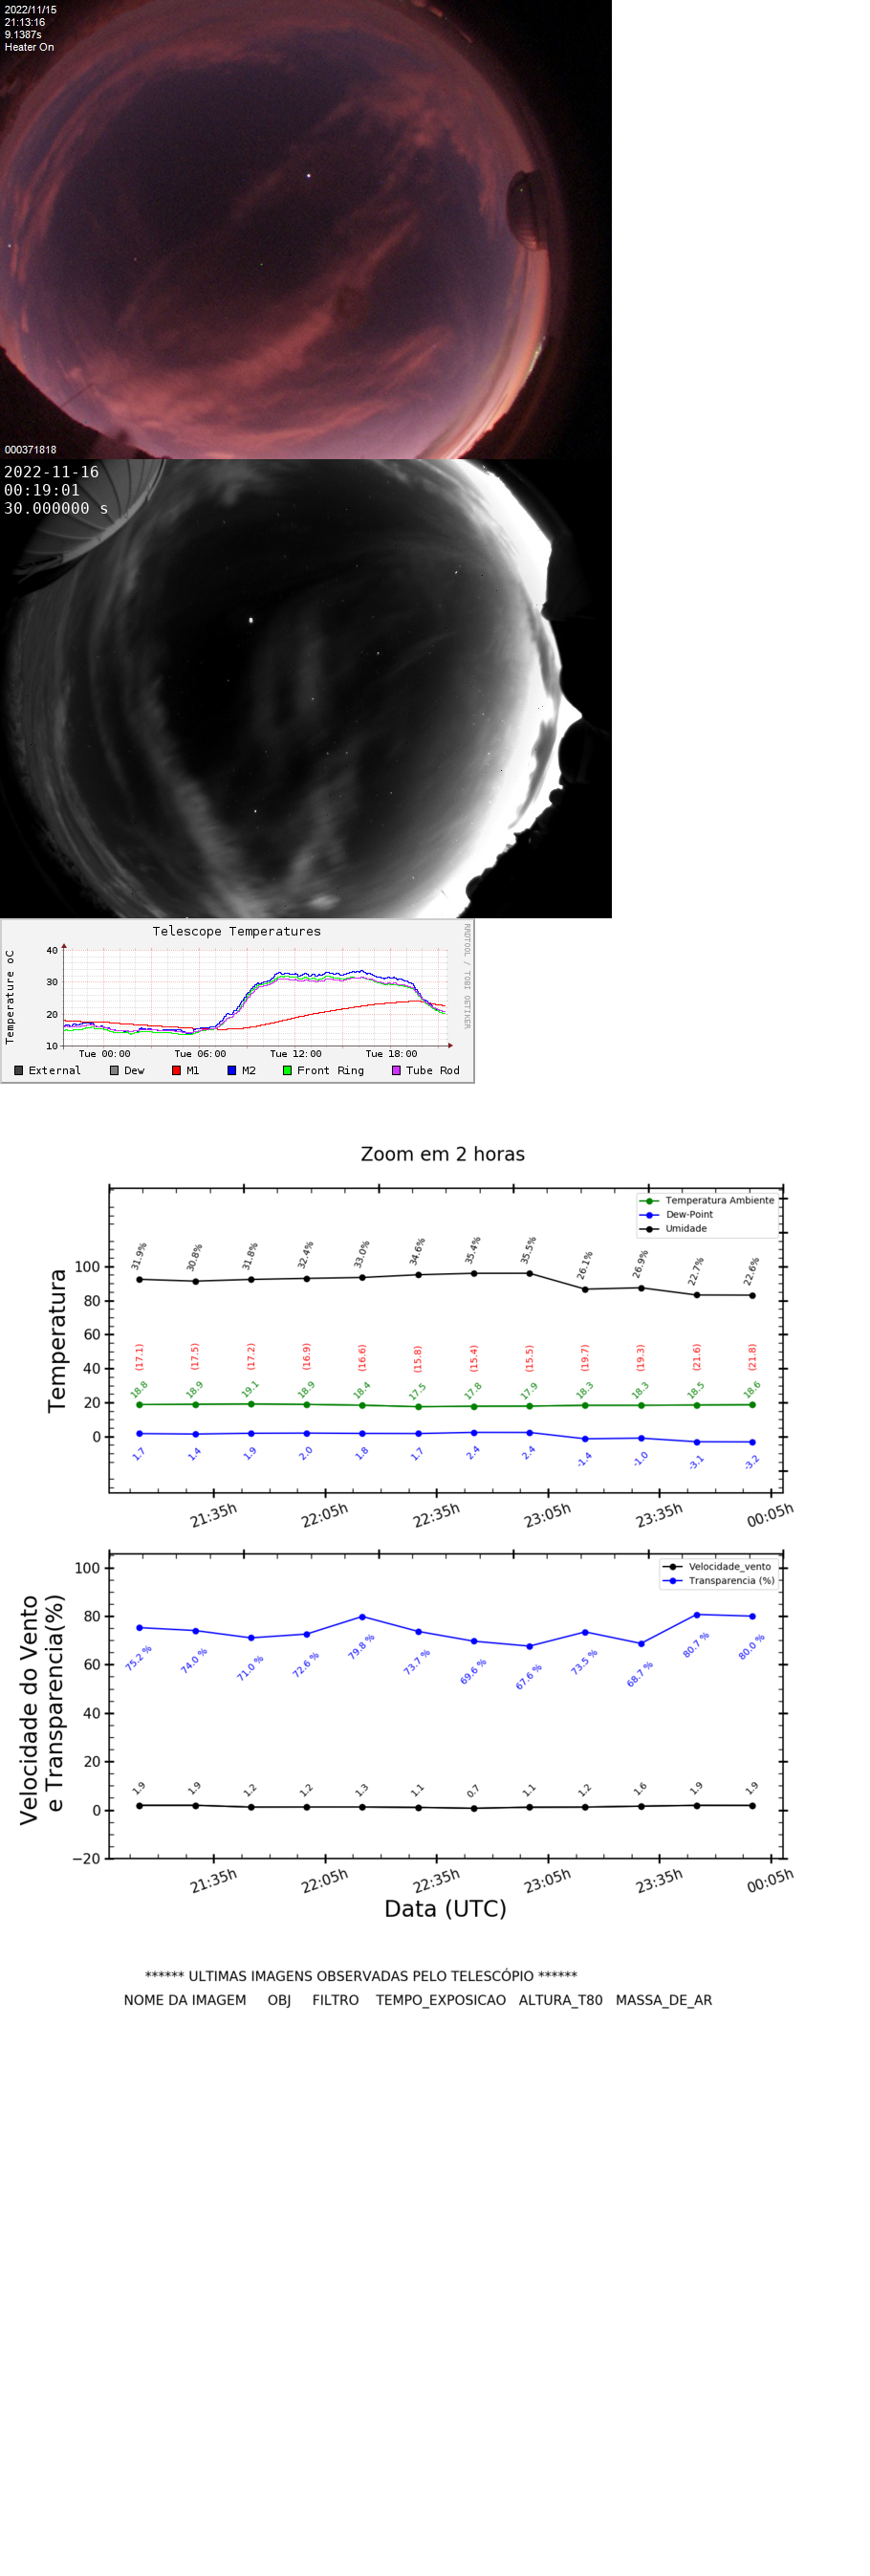 2022/11/15
21:13:16
9.1387s
Heater On
000371818
2022-11-16
00:19:01
30.000000 s
Telescope Temperatures
RRDTOOL / TOBI OETIKER
Temperature oC
40
30
20
10
Tue 00:00 Tue 06:00 Tue 12:00 Tue 18:00
External Dew M1 M2 Front Ring Tube Rod
Zoom em 2 horas
Temperatura Ambiente
Dew-Point
Umidade
Temperatura
100
80
60
40
20
0
31.9% 30.8% 31.8% 32.4% 33.0% 34.6% 35.4% 35.5% 26.1% 26.9% 22.7% 22.6%
(17.1) (17.5) (17.2) (16.9) (16.6) (15.8) (15.4) (15.5) (19.7) (19.3) (21.6) (21.8)
18.8 18.9 19.1 18.9 18.4 17.5 17.8 17.9 18.3 18.3 18.5 18.6
1.7 1.4 1.9 2.0 1.8 1.7 2.4 2.4 -1.4 -1.0 -3.1 -3.2
21:35h 22:05h 22:35h 23:05h 23:35h 00:05h
Velocidade_vento
Transparencia (%)
Velocidade do Vento
e Transparencia(%)
100
80
60
40
20
0
−20
75.2 % 74.0 % 71.0 % 72.6 % 79.8 % 73.7 % 69.6 % 67.6 % 73.5 % 68.7 % 80.7 % 80.0 %
1.9 1.9 1.2 1.2 1.3 1.1 0.7 1.1 1.2 1.6 1.9 1.9
21:35h 22:05h 22:35h 23:05h 23:35h 00:05h
Data (UTC)
****** ULTIMAS IMAGENS OBSERVADAS PELO TELESCÓPIO ******
NOME DA IMAGEM OBJ FILTRO TEMPO_EXPOSICAO ALTURA_T80 MASSA_DE_AR